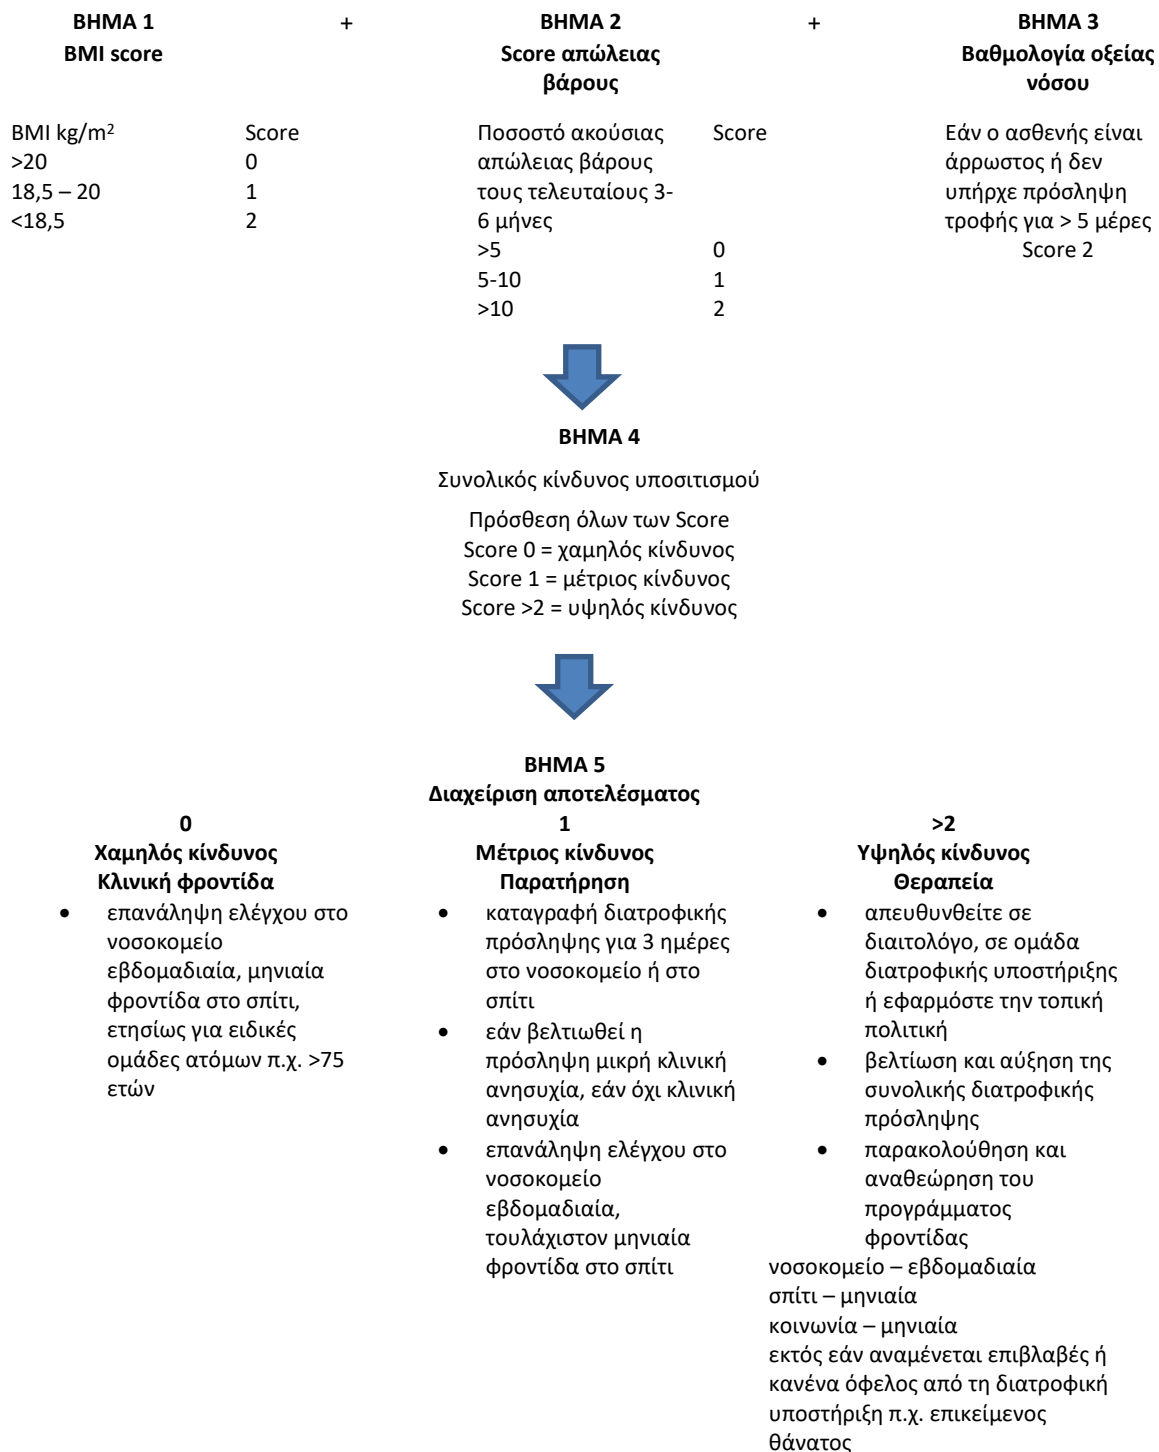 ΒΗΜΑ 1 + ΒΗΜΑ 2 + ΒΗΜΑ 3
BMI score
Score απώλειας
βάρους
Βαθμολογία οξείας
νόσου
BMI kg/m² Score
>20 0
18,5 – 20 1
<18,5 2
Ποσοστό ακούσιας Score
απώλειας βάρους
τους τελευταίους 3-
6 μήνες
>5 0
5-10 1
>10 2
Εάν ο ασθενής είναι
άρρωστος ή δεν
υπήρχε πρόσληψη
τροφής για > 5 μέρες
Score 2
ΒΗΜΑ 4
Συνολικός κίνδυνος υποσιτισμού
Πρόσθεση όλων των Score
Score 0 = χαμηλός κίνδυνος
Score 1 = μέτριος κίνδυνος
Score >2 = υψηλός κίνδυνος
ΒΗΜΑ 5
Διαχείριση αποτελέσματος
0
Χαμηλός κίνδυνος
Κλινική φροντίδα
• επανάληψη ελέγχου στο
νοσοκομείο
εβδομαδιαία, μηνιαία
φροντίδα στο σπίτι,
ετησίως για ειδικές
ομάδες ατόμων π.χ. >75
ετών
1
Μέτριος κίνδυνος
Παρατήρηση
• καταγραφή διατροφικής
πρόσληψης για 3 ημέρες
στο νοσοκομείο ή στο
σπίτι
• εάν βελτιωθεί η
πρόσληψη μικρή κλινική
ανησυχία, εάν όχι κλινική
ανησυχία
• επανάληψη ελέγχου στο
νοσοκομείο
εβδομαδιαία,
τουλάχιστον μηνιαία
φροντίδα στο σπίτι
>2
Υψηλός κίνδυνος
Θεραπεία
• απευθυνθείτε σε
διαιτολόγο, σε ομάδα
διατροφικής υποστήριξης
ή εφαρμόστε την τοπική
πολιτική
• βελτίωση και αύξηση της
συνολικής διατροφικής
πρόσληψης
• παρακολούθηση και
αναθεώρηση του
προγράμματος
φροντίδας
νοσοκομείο – εβδομαδιαία
σπίτι – μηνιαία
κοινωνία – μηνιαία
εκτός εάν αναμένεται επιβλαβές ή
κανένα όφελος από τη διατροφική
υποστήριξη π.χ. επικείμενος
θάνατος